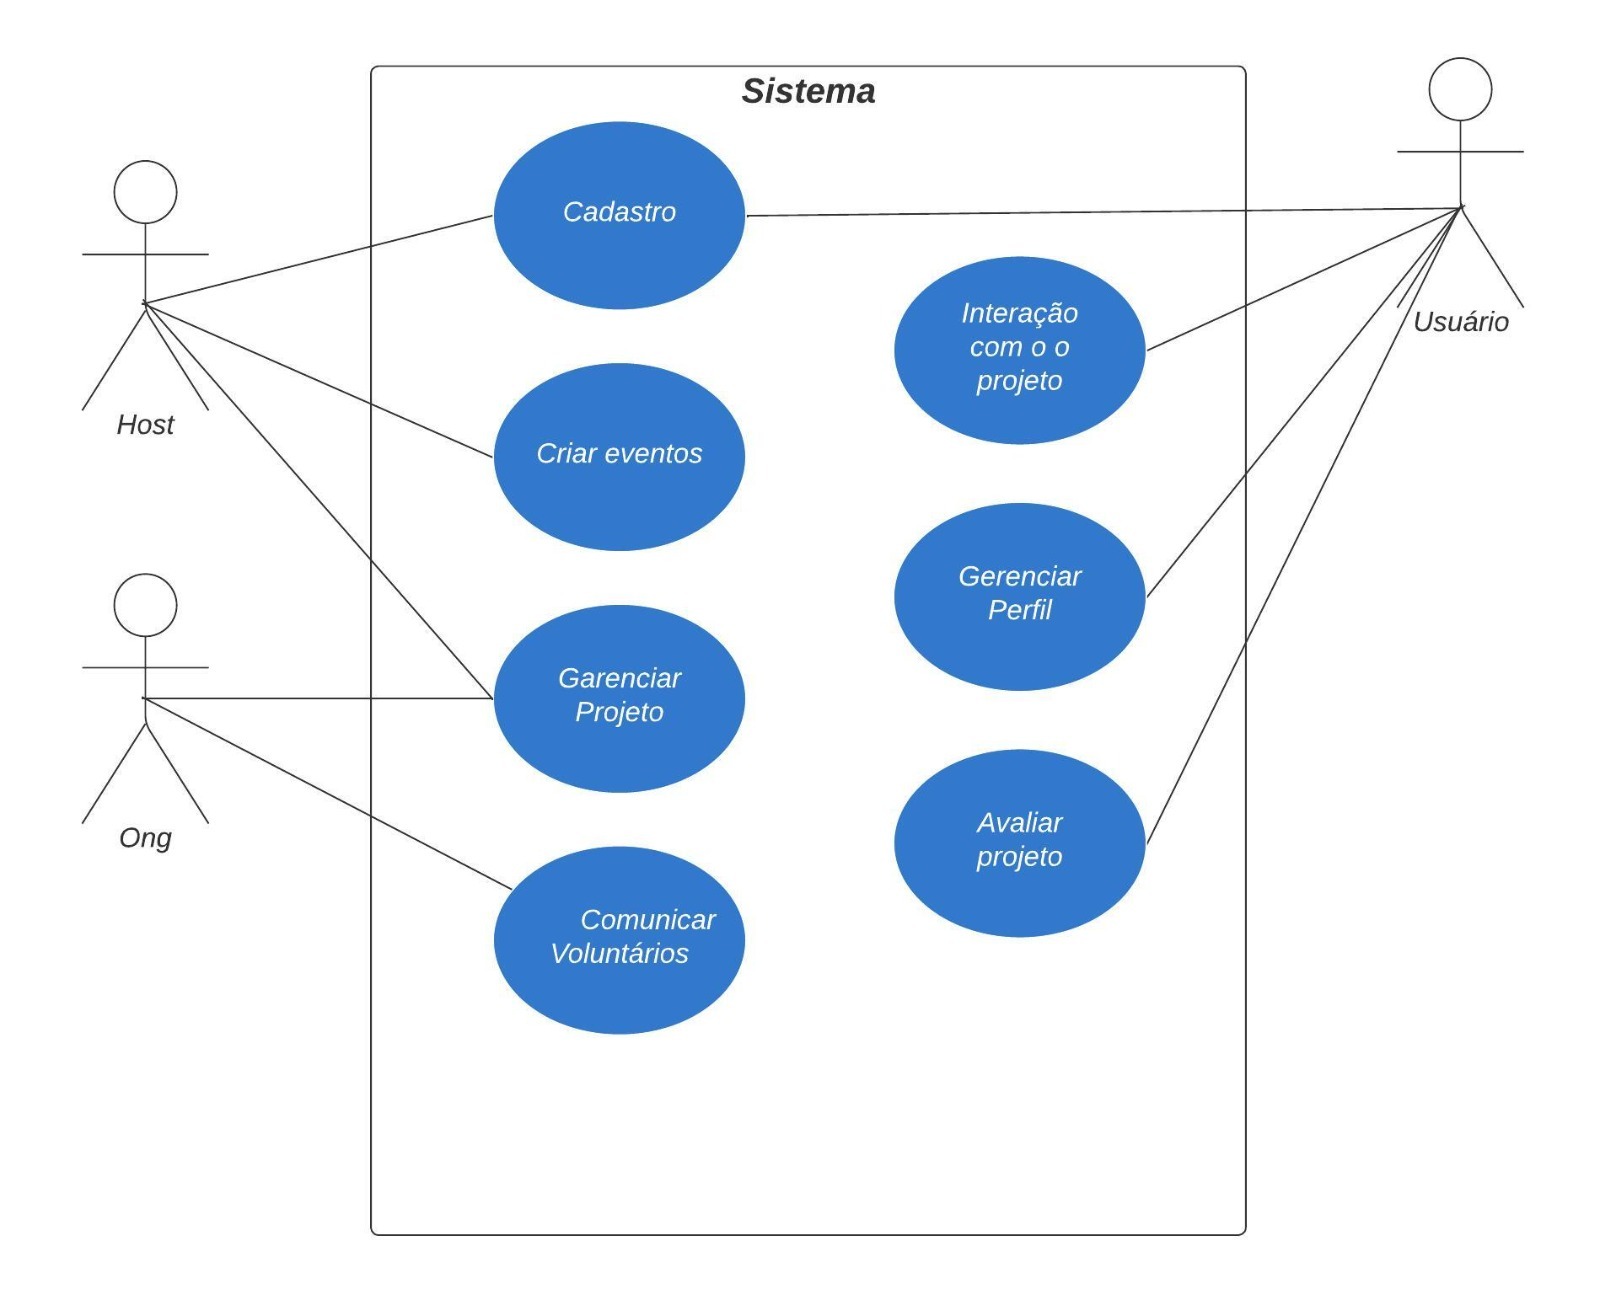 Sistema
Cadastro
Interação
com o o
projeto
Usuário
Host
Criar eventos
Gerenciar
Perfil
Garenciar
Projeto
Ong
Avaliar
projeto
Comunicar
Voluntários